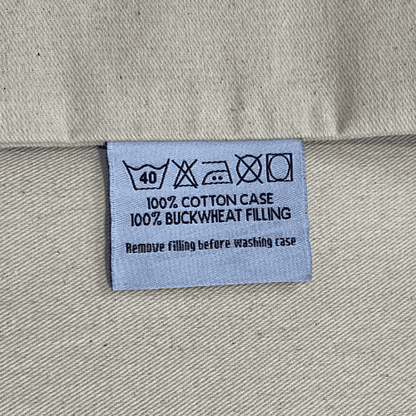 40
100% COTTON CASE
100% BUCKWHEAT FILLING
Remove filling before washing case